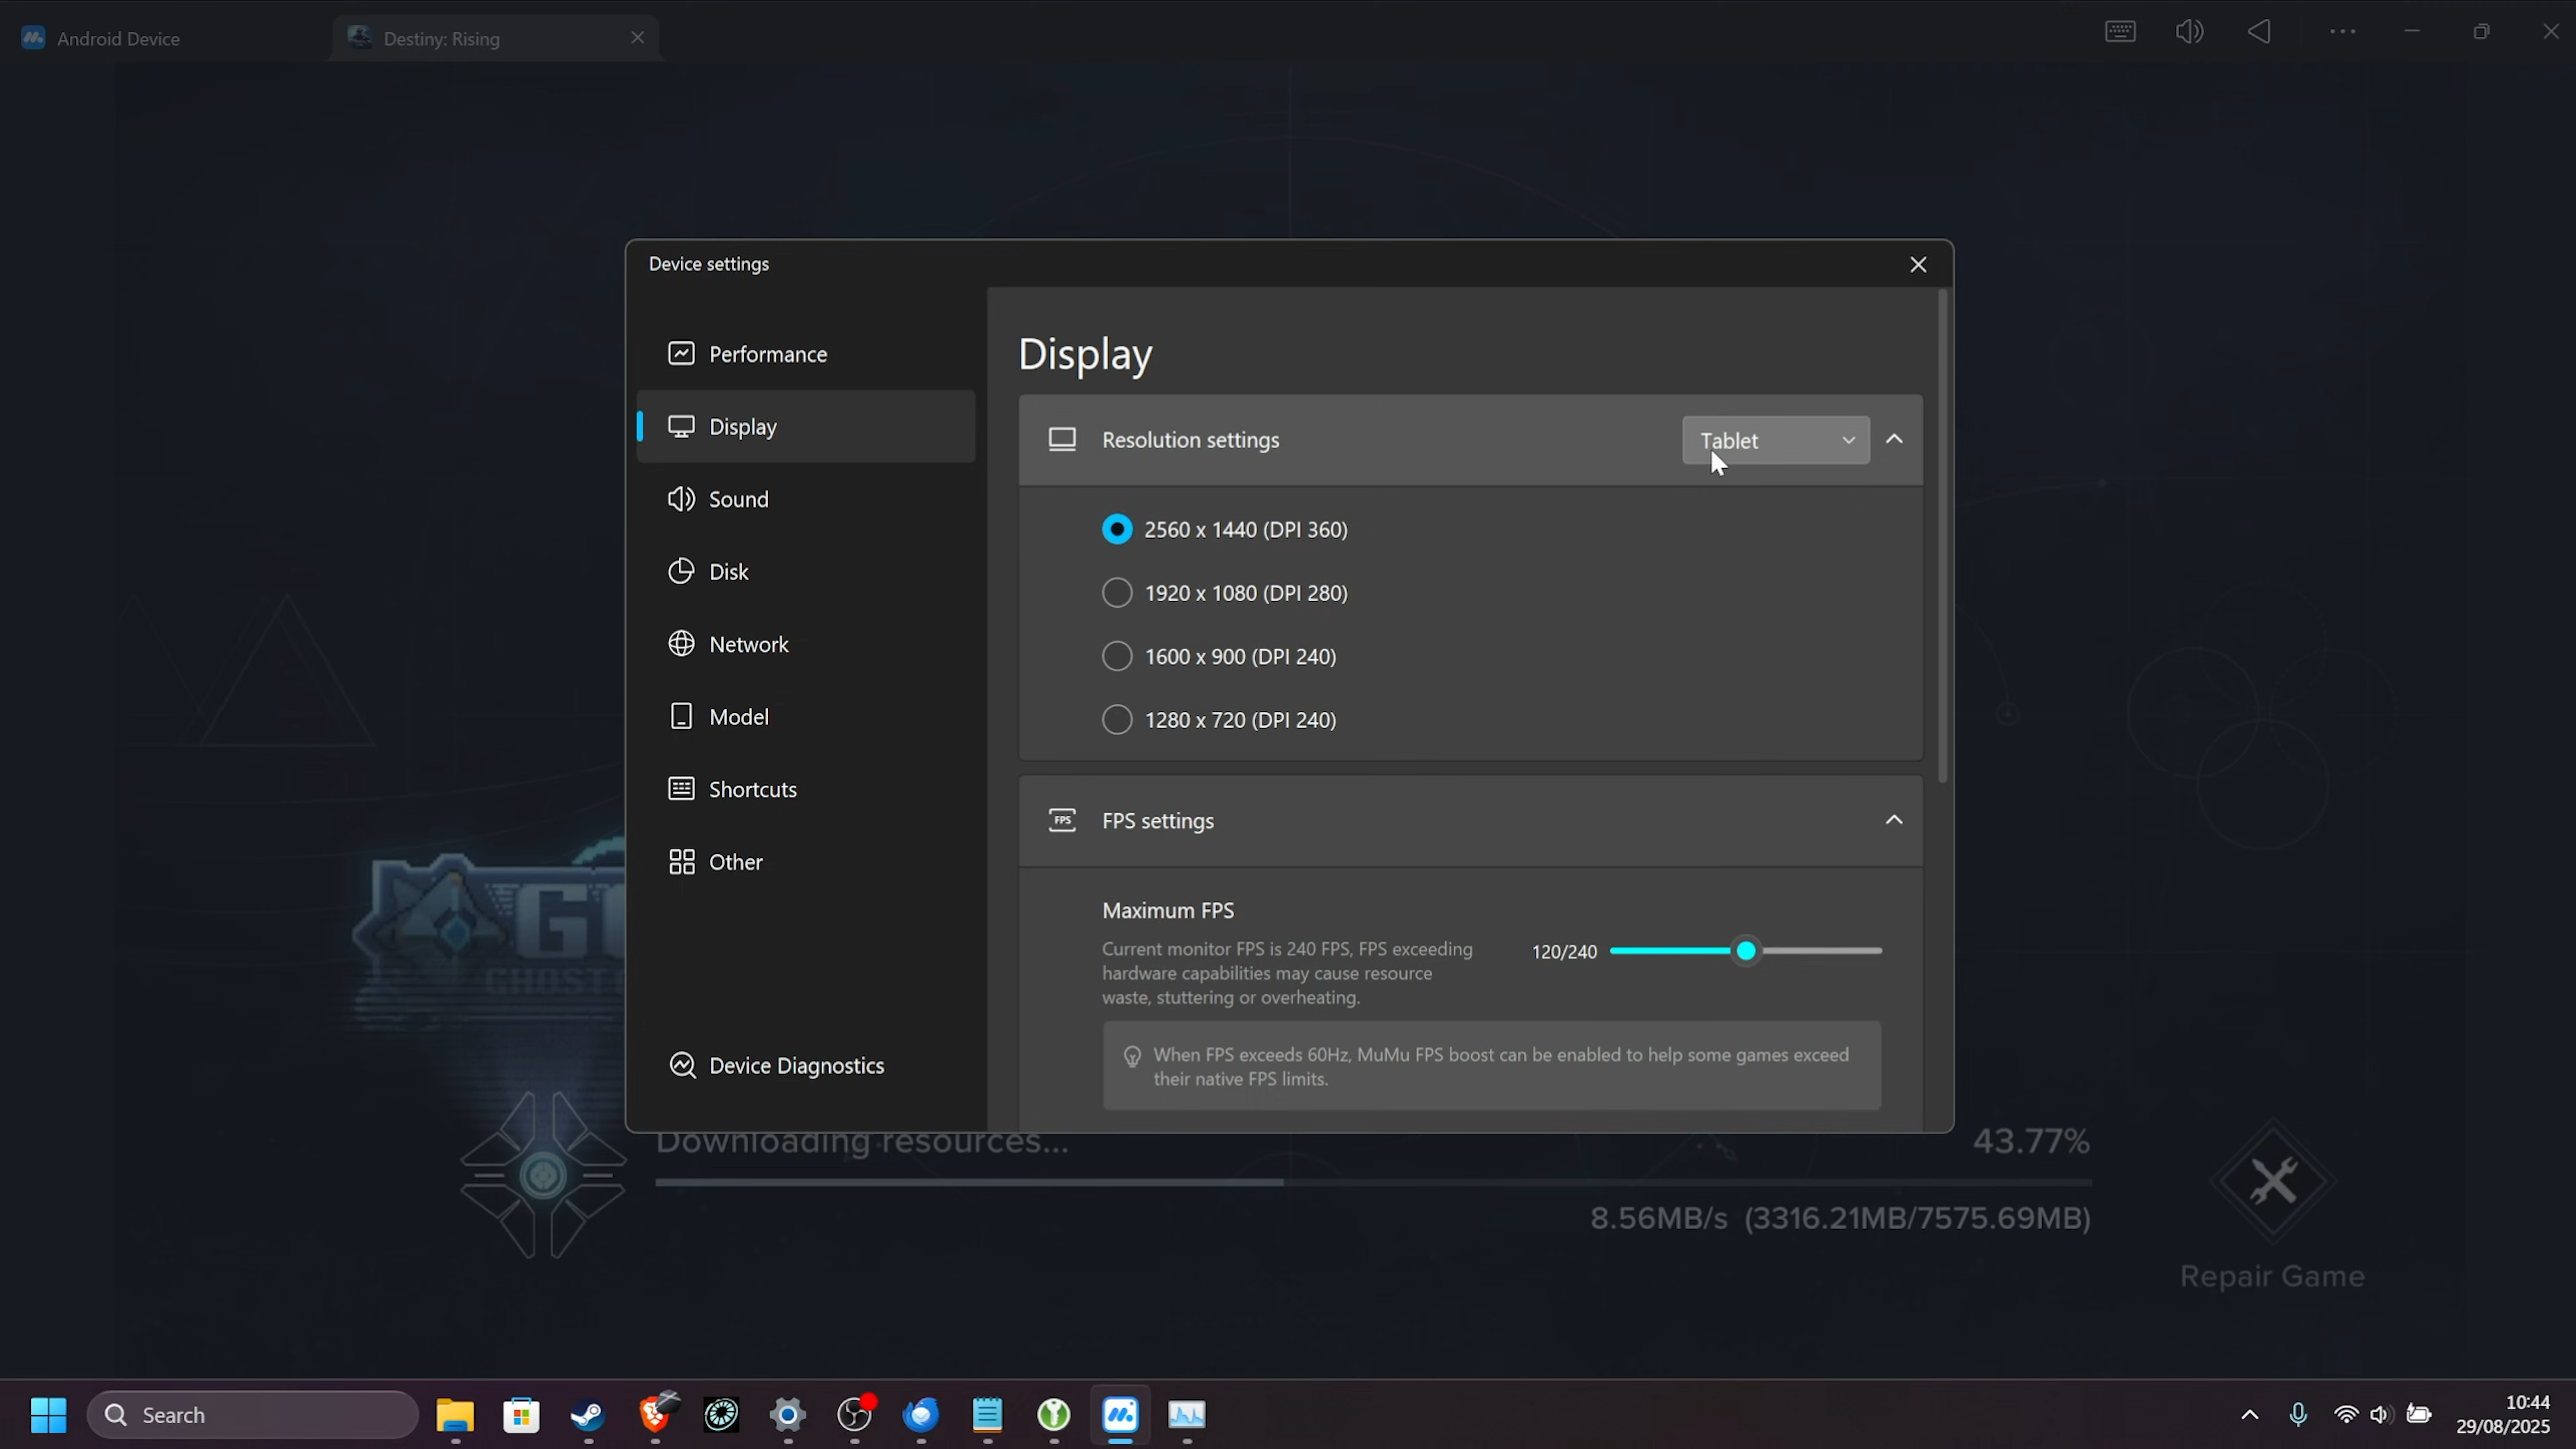 Android Device
Destiny: Rising
Device settings
Performance
Display
Sound
Disk
Network
Model
Shortcuts
Other
Device Diagnostics
Display
Resolution settings
Tablet
2560 x 1440 (DPI 360)
1920 x 1080 (DPI 280)
1600 x 900 (DPI 240)
1280 x 720 (DPI 240)
FPS
FPS settings
Maximum FPS
Current monitor FPS is 240 FPS, FPS exceeding
hardware capabilities may cause resource
waste, stuttering or overheating.
120/240
When FPS exceeds 60Hz, MuMu FPS boost can be enabled to help some games exceed
their native FPS limits.
Downloading resources...
43.77%
8.56MB/s (3316.21MB/7575.69MB)
Repair Game
Search
10:44
29/08/2025